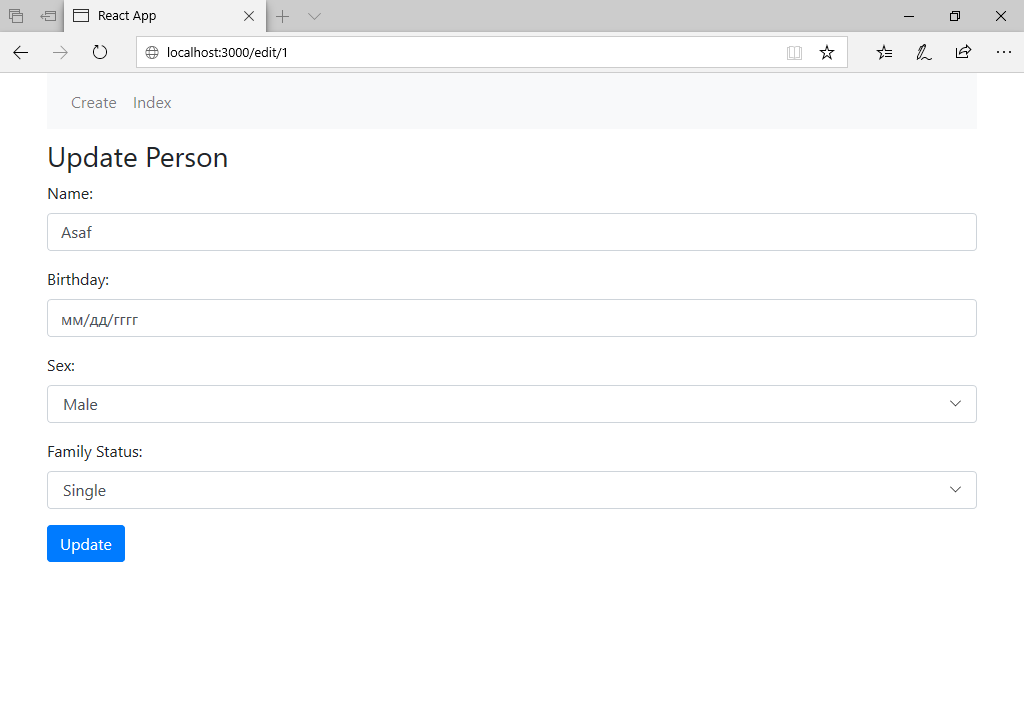 React App
localhost:3000/edit/1
Create Index
Update Person
Name:
Asaf
Birthday:
мм/дд/гггг
Sex:
Male
Family Status:
Single
Update